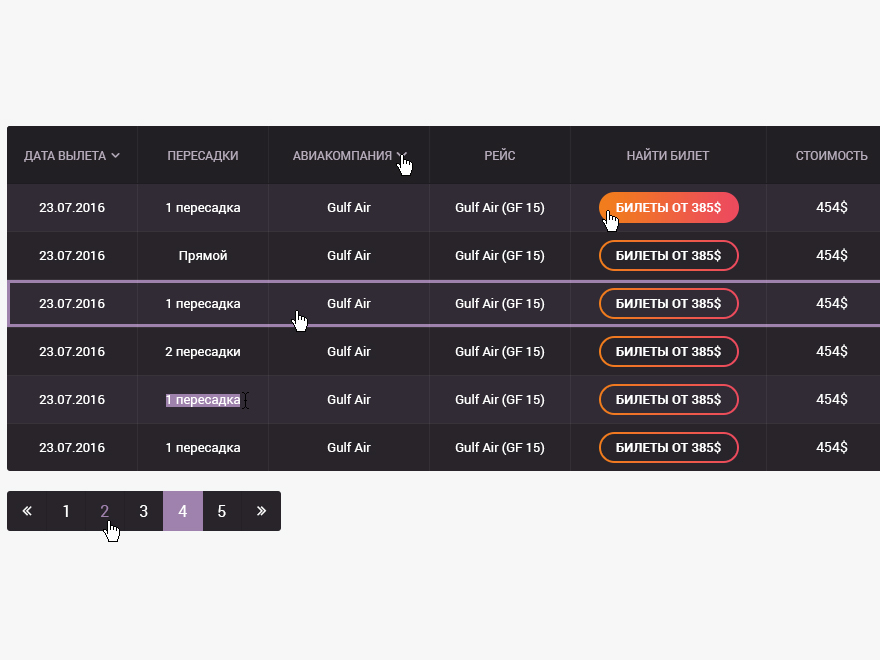 ДАТА ВЫЛЕТА ПЕРЕСАДКИ АВИАКОМПАНИЯ РЕЙС НАЙТИ БИЛЕТ СТОИМОСТЬ
23.07.2016 1 пересадка Gulf Air Gulf Air (GF 15) БИЛЕТЫ ОТ 385$ 454$
23.07.2016 Прямой Gulf Air Gulf Air (GF 15) БИЛЕТЫ ОТ 385$ 454$
23.07.2016 1 пересадка Gulf Air Gulf Air (GF 15) БИЛЕТЫ ОТ 385$ 454$
23.07.2016 2 пересадки Gulf Air Gulf Air (GF 15) БИЛЕТЫ ОТ 385$ 454$
23.07.2016 1 пересадка Gulf Air Gulf Air (GF 15) БИЛЕТЫ ОТ 385$ 454$
23.07.2016 1 пересадка Gulf Air Gulf Air (GF 15) БИЛЕТЫ ОТ 385$ 454$
« 1 2 3 4 5 »